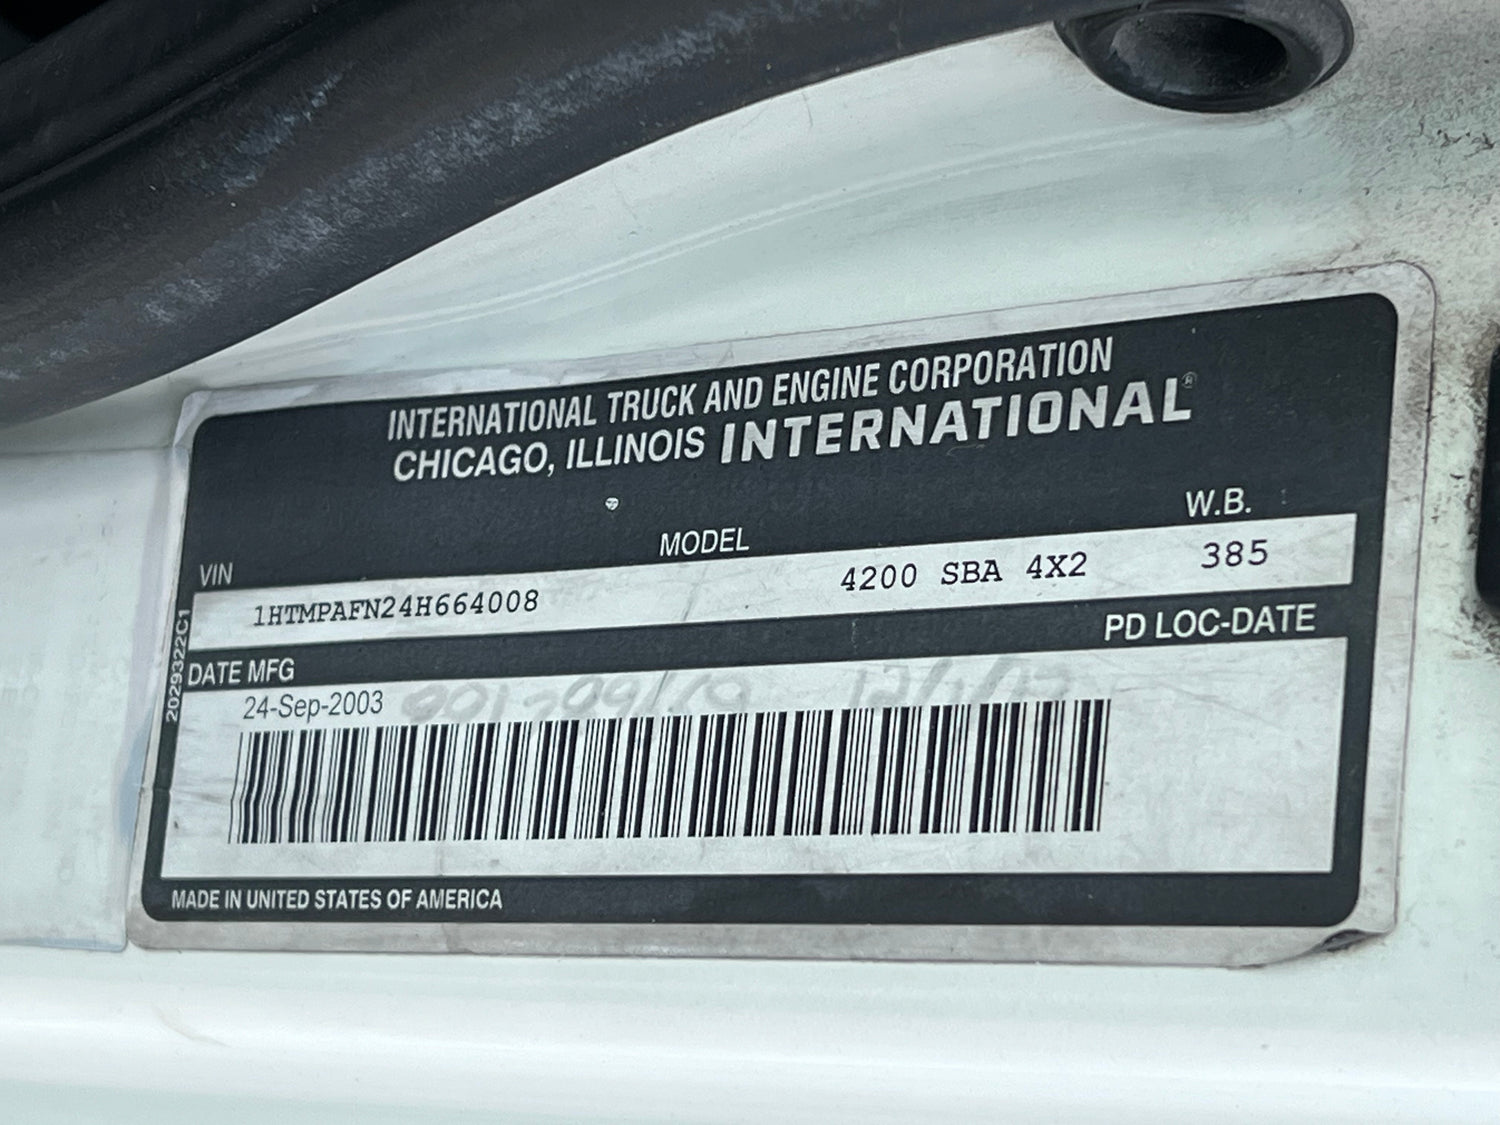 INTERNATIONAL TRUCK AND ENGINE CORPORATION
CHICAGO, ILLINOIS INTERNATIONAL®
VIN MODEL W.B.
1HTMPAFN24H664008 4200 SBA 4X2 385
DATE MFG PD LOC-DATE
24-Sep-2003
2029322C1
MADE IN UNITED STATES OF AMERICA